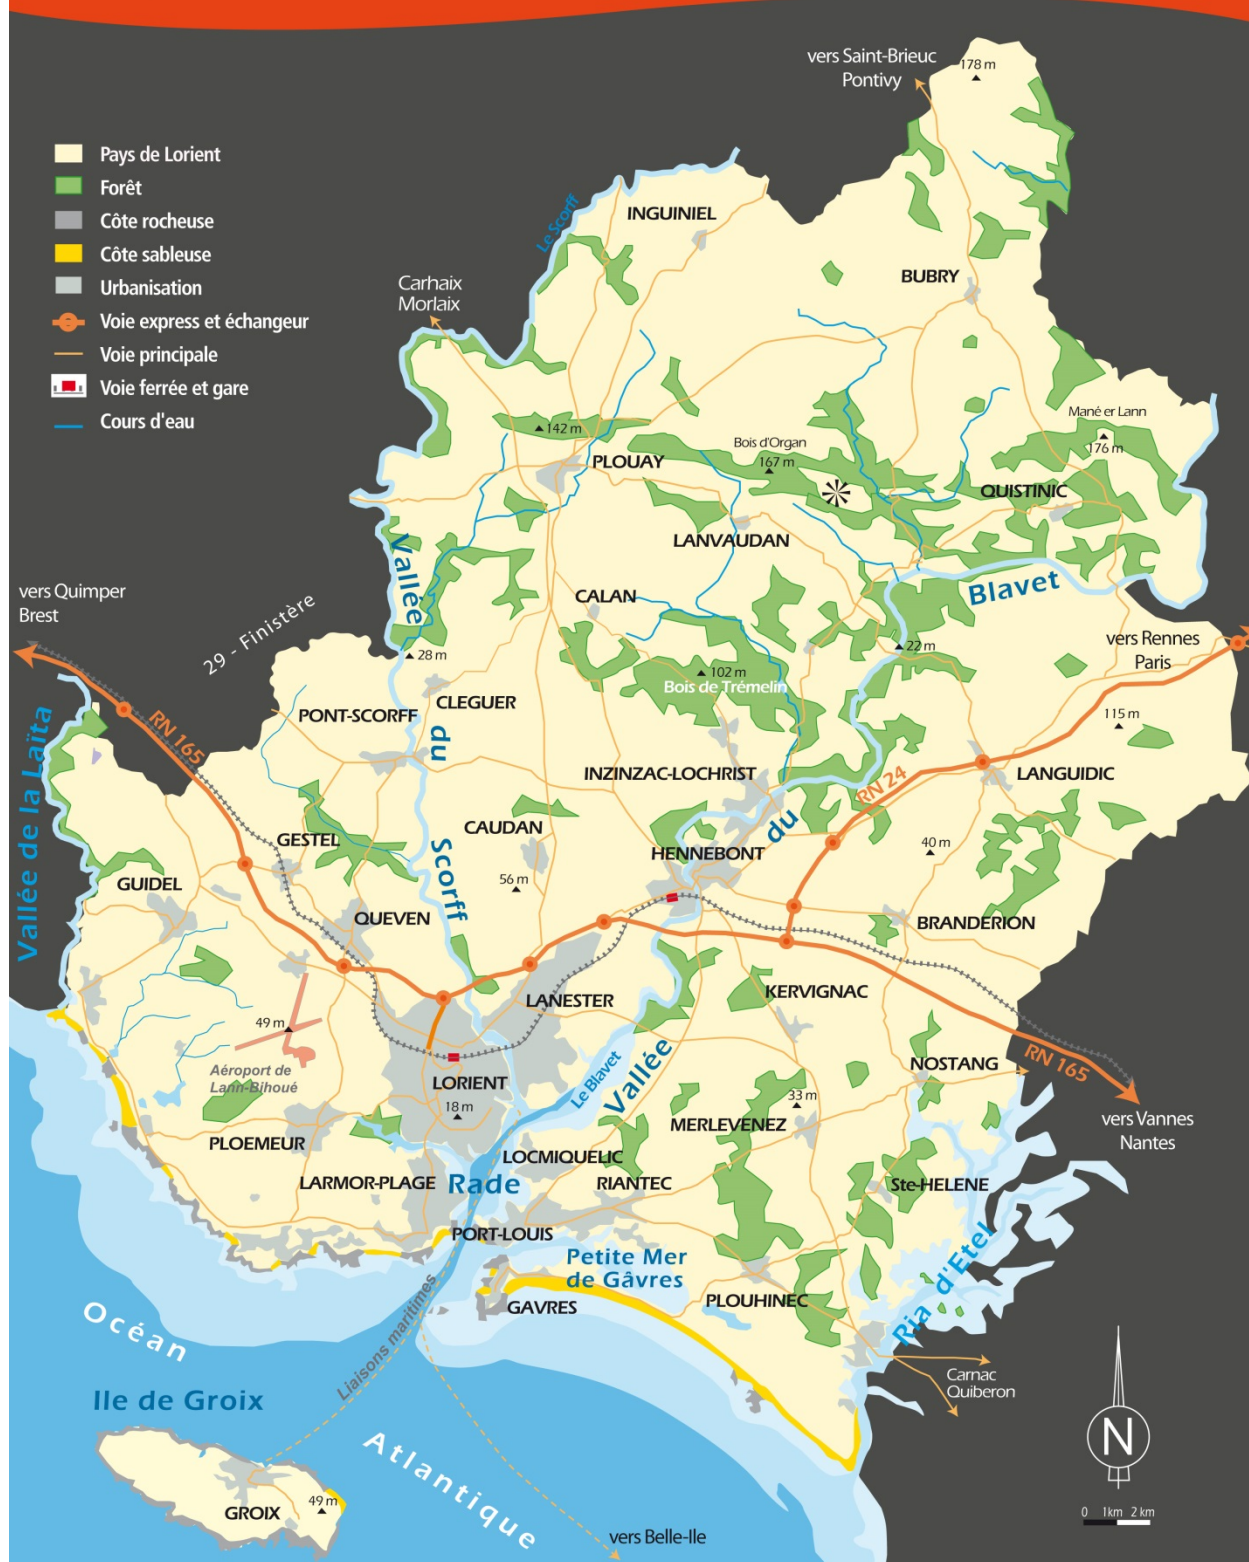 vers Saint-Brieuc
Pontivy
178 m
Pays de Lorient
Forêt
Côte rocheuse
Côte sableuse
Urbanisation
Voie express et échangeur
Voie principale
Voie ferrée et gare
Cours d'eau
Le Scorff
INGUINIEL
BUBRY
Carhaix
Morlaix
142 m
PLOUAY
Bois d'Organ
167 m
Mané er Lann
176 m
QUISTINIC
LANVAUDAN
Vallée
du
Scorff
Blavet
du
Vallée
CALAN
vers Quimper
Brest
29 - Finistère
28 m
22 m
vers Rennes
Paris
102 m
Bois de Trémelin
CLEGUER
PONT-SCORFF
RN 165
115 m
Vallée de la Laïta
INZINZAC-LOCHRIST
RN 24
LANGUIDIC
CAUDAN
GESTEL
HENNEBONT
40 m
GUIDEL
56 m
QUEVEN
BRANDERION
LANESTER
KERVIGNAC
49 m
Aéroport de
Lann-Bihoué
LORIENT
18 m
Le Blavet
NOSTANG
RN 165
33 m
MERLEVENEZ
vers Vannes
Nantes
PLOEMEUR
LOCMIQUELIC
LARMOR-PLAGE
Rade
RIANTEC
Ste-HELENE
PORT-LOUIS
Petite Mer
de Gâvres
Ria d'Etel
GAVRES
PLOUHINEC
Océan
Atlantique
Liaisons maritimes
Carnac
Quiberon
Ile de Groix
GROIX
49 m
vers Belle-Ile
N
0 1km 2 km